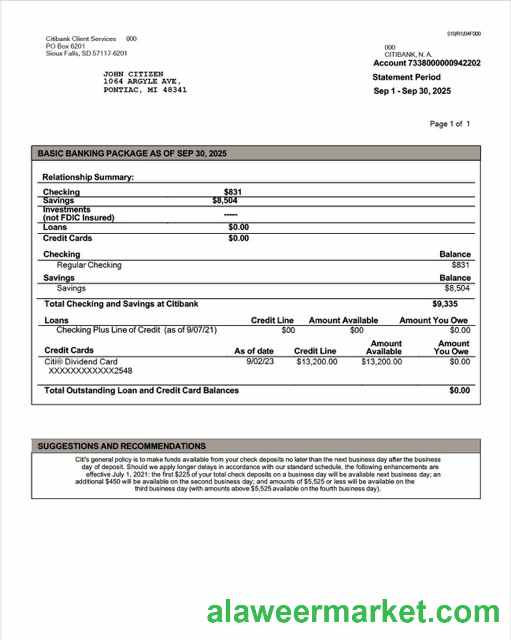 010/R1/04F000
Citibank Client Services 000
PO Box 6201
Sioux Falls, SD 57117-6201
000
CITIBANK, N. A.
Account 7338000000942202
Statement Period
Sep 1 - Sep 30, 2025
JOHN CITIZEN
1064 ARGYLE AVE,
PONTIAC, MI 48341
Page 1 of 1
BASIC BANKING PACKAGE AS OF SEP 30, 2025
Relationship Summary:
Checking $831
Savings $8,504
Investments
(not FDIC Insured) -----
Loans $0.00
Credit Cards $0.00
Checking Balance
Regular Checking $831
Savings Balance
Savings $8,504
Total Checking and Savings at Citibank $9,335
Loans Credit Line Amount Available Amount You Owe
Checking Plus Line of Credit (as of 9/07/21) $00 $00 $0.00
Credit Cards As of date Credit Line Amount Available Amount You Owe
Citi® Dividend Card 9/02/23 $13,200.00 $13,200.00 $0.00
XXXXXXXXXXXX2548
Total Outstanding Loan and Credit Card Balances $0.00
SUGGESTIONS AND RECOMMENDATIONS
Citi's general policy is to make funds available from your check deposits no later than the next business day after the business
day of deposit. Should we apply longer delays in accordance with our standard schedule, the following enhancements are
effective July 1, 2021: the first $225 of your total check deposits on a business day will be available next business day; an
additional $450 will be available on the second business day; and amounts of $5,525 or less will be available on the
third business day (with amounts above $5,525 available on the fourth business day).
alaweermarket.com